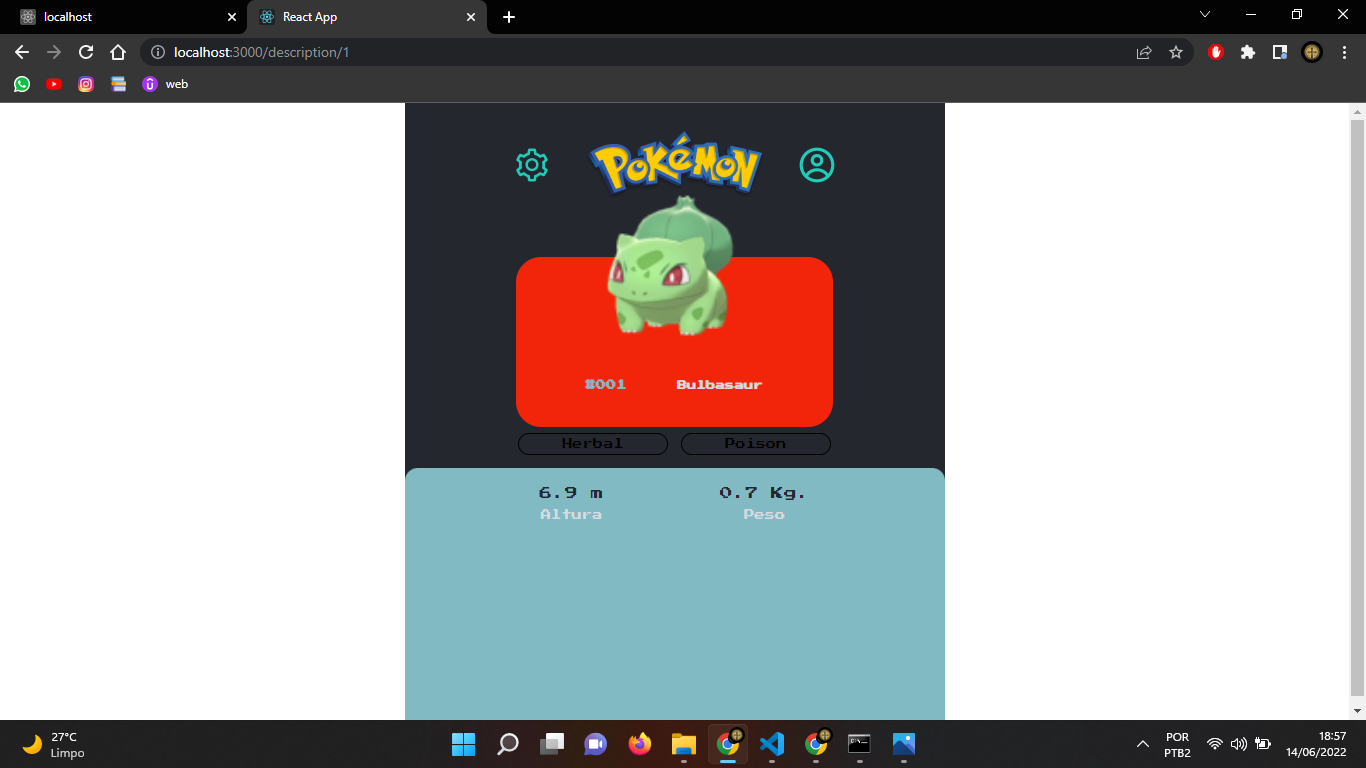 localhost
React App
localhost:3000/description/1
web
POKéMON
#001 Bulbasaur
Herbal Poison
6.9 m 0.7 Kg.
Altura Peso
27°C
Limpo
POR
PTB2
18:57
14/06/2022